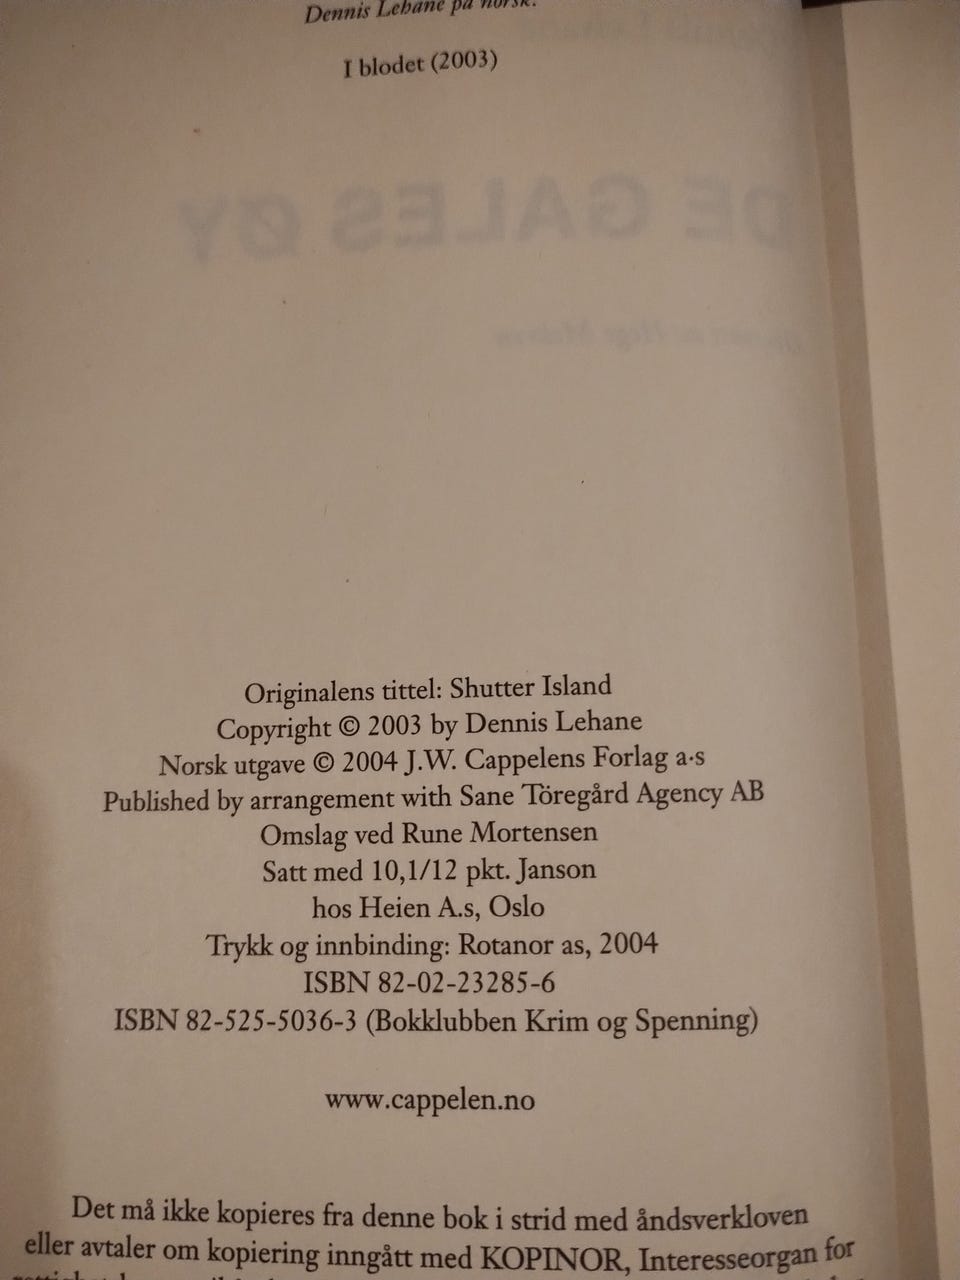 Dennis Lehane på norsk:
I blodet (2003)
DE GALES ØY
Originalens tittel: Shutter Island
Copyright © 2003 by Dennis Lehane
Norsk utgave © 2004 J.W. Cappelens Forlag a·s
Published by arrangement with Sane Töregård Agency AB
Omslag ved Rune Mortensen
Satt med 10,1/12 pkt. Janson
hos Heien A.s, Oslo
Trykk og innbinding: Rotanor as, 2004
ISBN 82-02-23285-6
ISBN 82-525-5036-3 (Bokklubben Krim og Spenning)
www.cappelen.no
Det må ikke kopieres fra denne bok i strid med åndsverkloven
eller avtaler om kopiering inngått med KOPINOR, Interesseorgan for